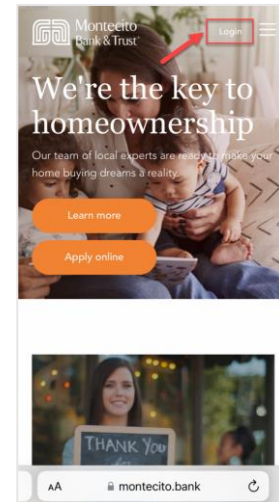 Montecito
Bank & Trust
Login
We're the key to
homeownership
Our team of local experts are ready to make your
home buying dreams a reality.
Learn more
Apply online
THANK YOU
for
AA
montecito.bank